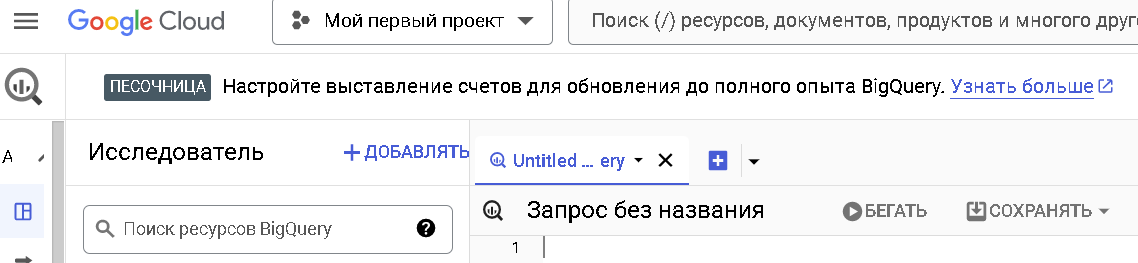 Google Cloud
Мой первый проект
Поиск (/) ресурсов, документов, продуктов и многого
ПЕСОЧНИЦА
Настройте выставление счетов для обновления до полного опыта BigQuery. Узнать больше
А
Исследователь
+ДОБАВЛЯТЬ
Untitled ... ery
Поиск ресурсов BigQuery
Запрос без названия
БЕГАТЬ
СОХРАНЯТЬ
1